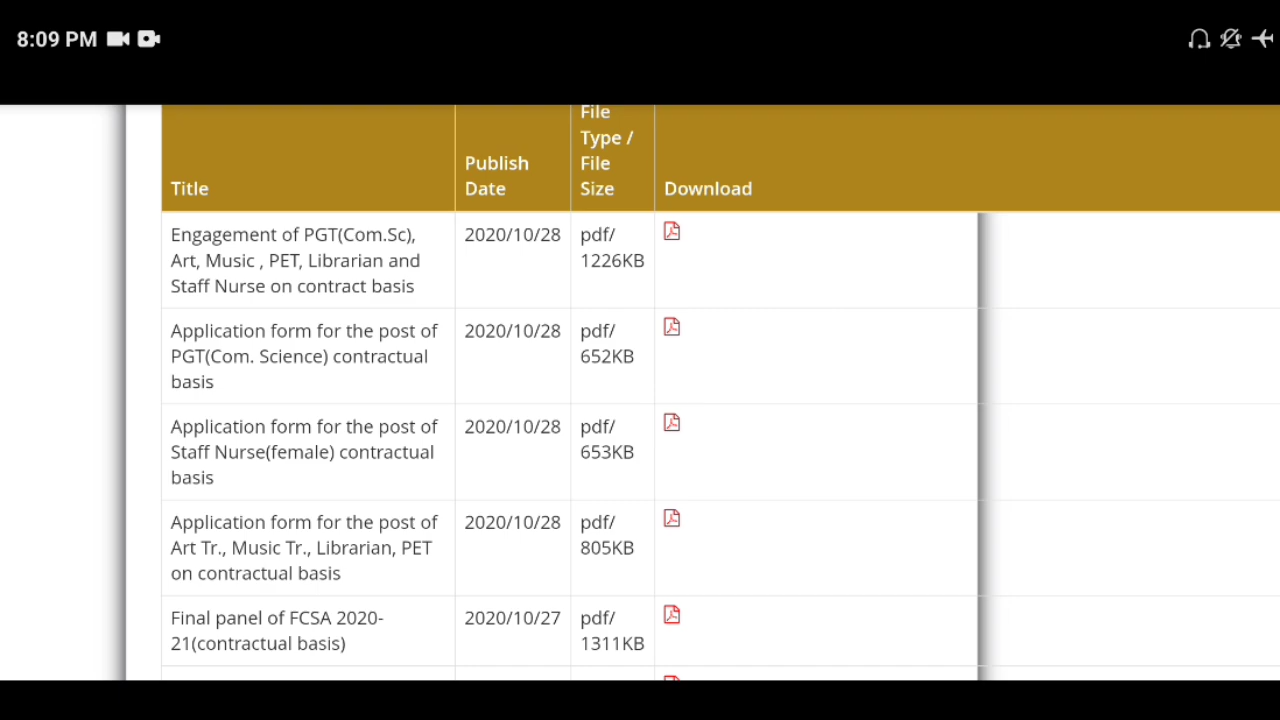 8:09 PM
File
Type /
File
Size
Publish
Date
Title
Download
Engagement of PGT(Com.Sc),
Art, Music , PET, Librarian and
Staff Nurse on contract basis
2020/10/28
pdf/
1226KB
Application form for the post of
PGT(Com. Science) contractual
basis
2020/10/28
pdf/
652KB
Application form for the post of
Staff Nurse(female) contractual
basis
2020/10/28
pdf/
653KB
Application form for the post of
Art Tr., Music Tr., Librarian, PET
on contractual basis
2020/10/28
pdf/
805KB
Final panel of FCSA 2020-
21(contractual basis)
2020/10/27
pdf/
1311KB